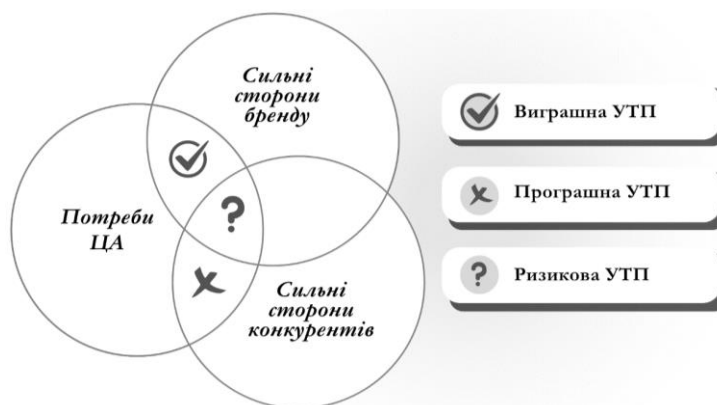 Сильні
сторони
бренду
Потреби
ЦА
?
Сильні
сторони
конкурентів
Виграшна УТП
Програшна УТП
? Ризикова УТП